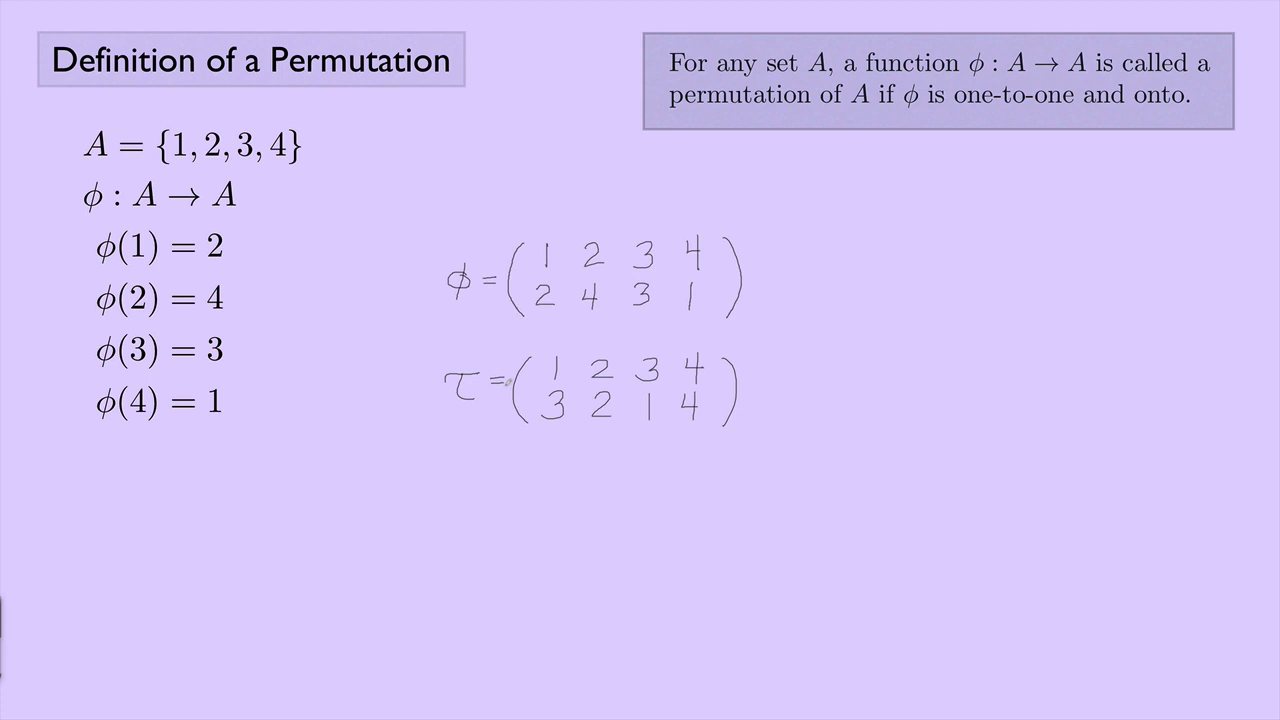 Definition of a Permutation
For any set A, a function ϕ : A → A is called a
permutation of A if ϕ is one-to-one and onto.
A = {1, 2, 3, 4}
ϕ : A → A
ϕ(1) = 2
ϕ(2) = 4
ϕ(3) = 3
ϕ(4) = 1
ϕ = ( 1 2 3 4 )
2 4 3 1
τ = ( 1 2 3 4 )
3 2 1 4